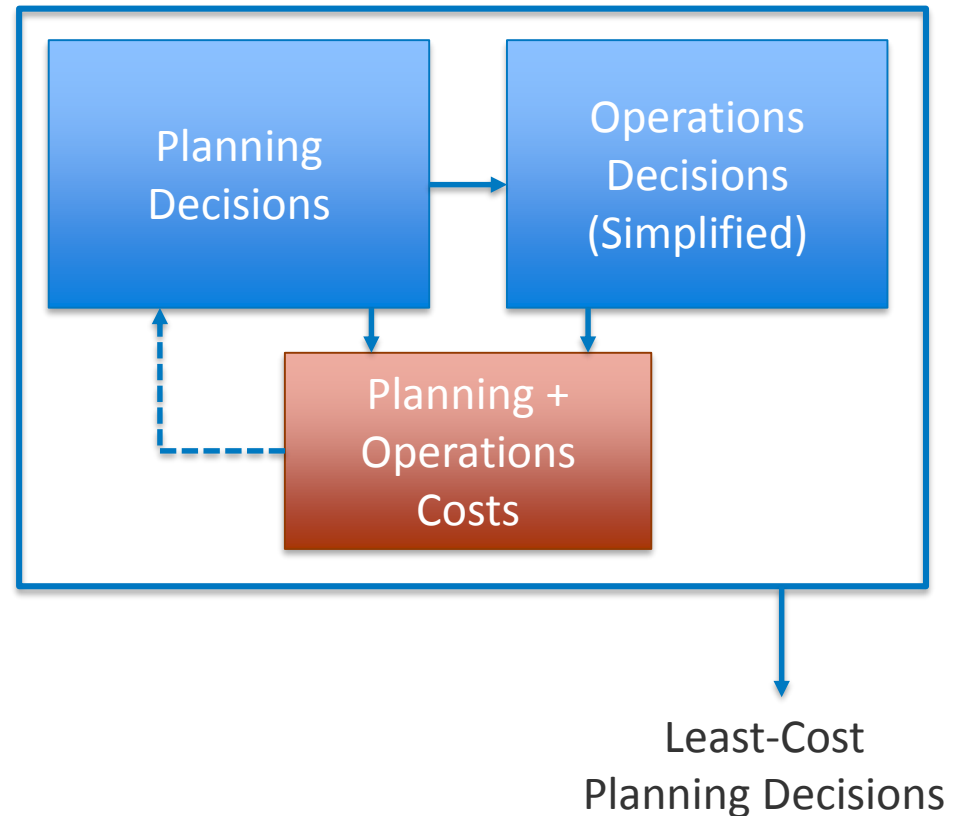 Planning
Decisions
Operations
Decisions
(Simplified)
Planning +
Operations
Costs
Least-Cost
Planning Decisions